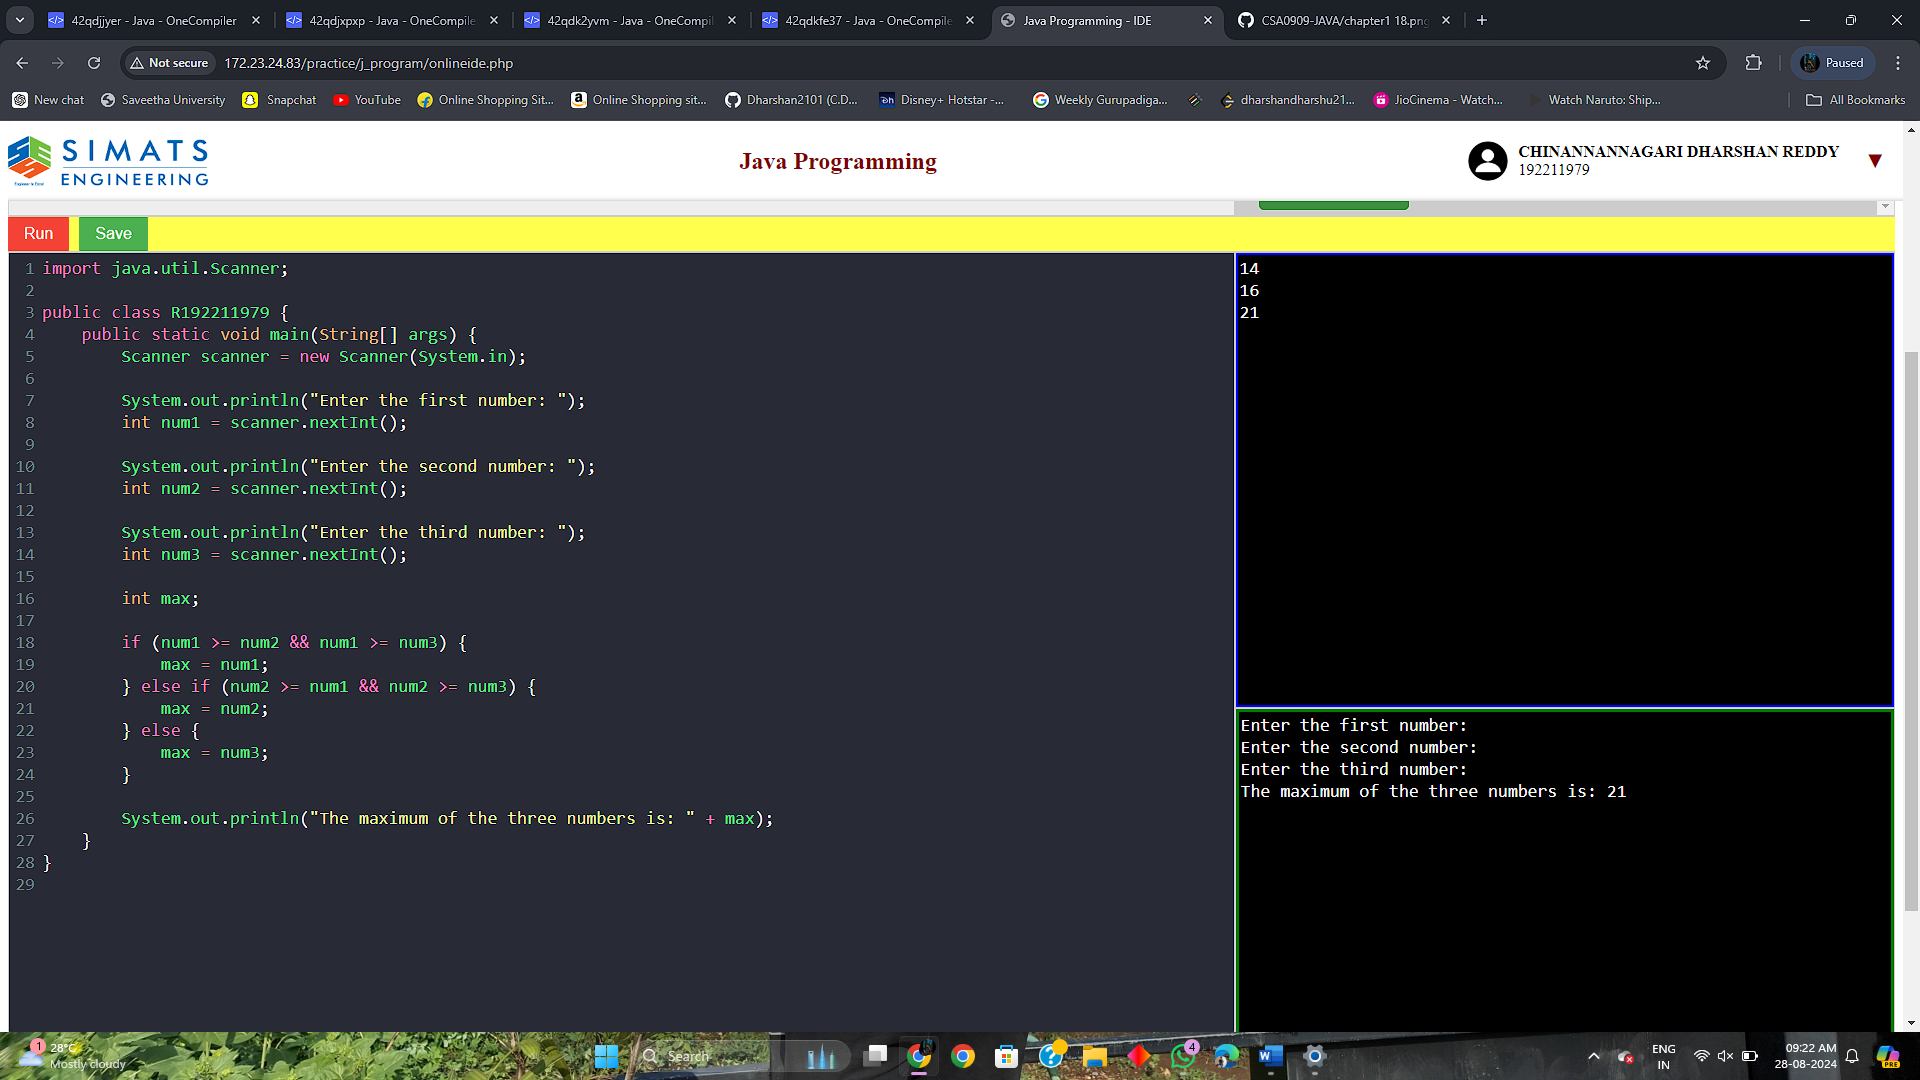 42qdjjyer - Java - OneCompiler
42qdjxpxp - Java - OneCompile
42qdk2yvm - Java - OneCompil
42qdkfe37 - Java - OneCompile
Java Programming - IDE
CSA0909-JAVA/chapter1 18.png
Not secure
172.23.24.83/practice/j_program/onlineide.php
Paused
New chat
Saveetha University
Snapchat
YouTube
Online Shopping Sit...
Online Shopping sit...
Dharshan2101 (C.D...
Disney+ Hotstar -...
Weekly Gurupadiga...
dharshandharshu21...
JioCinema - Watch...
Watch Naruto: Ship...
All Bookmarks
SIMATS
ENGINEERING
Java Programming
CHINANNANNAGARI DHARSHAN REDDY
192211979
Run
Save
1 import java.util.Scanner;
2
3 public class R192211979 {
4 public static void main(String[] args) {
5 Scanner scanner = new Scanner(System.in);
6
7 System.out.println("Enter the first number: ");
8 int num1 = scanner.nextInt();
9
10 System.out.println("Enter the second number: ");
11 int num2 = scanner.nextInt();
12
13 System.out.println("Enter the third number: ");
14 int num3 = scanner.nextInt();
15
16 int max;
17
18 if (num1 >= num2 && num1 >= num3) {
19 max = num1;
20 } else if (num2 >= num1 && num2 >= num3) {
21 max = num2;
22 } else {
23 max = num3;
24 }
25
26 System.out.println("The maximum of the three numbers is: " + max);
27 }
28 }
29
14
16
21
Enter the first number:
Enter the second number:
Enter the third number:
The maximum of the three numbers is: 21
1
28°C
Mostly cloudy
Search
4
ENG
IN
09:22 AM
28-08-2024